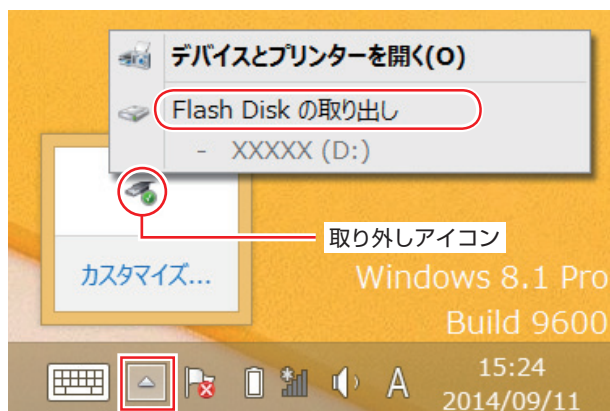 デバイスとプリンターを開く(O)
Flash Disk の取り出し
- XXXXX (D:)
取り外しアイコン
カスタマイズ...
Windows 8.1 Pro
Build 9600
A
15:24
2014/09/11